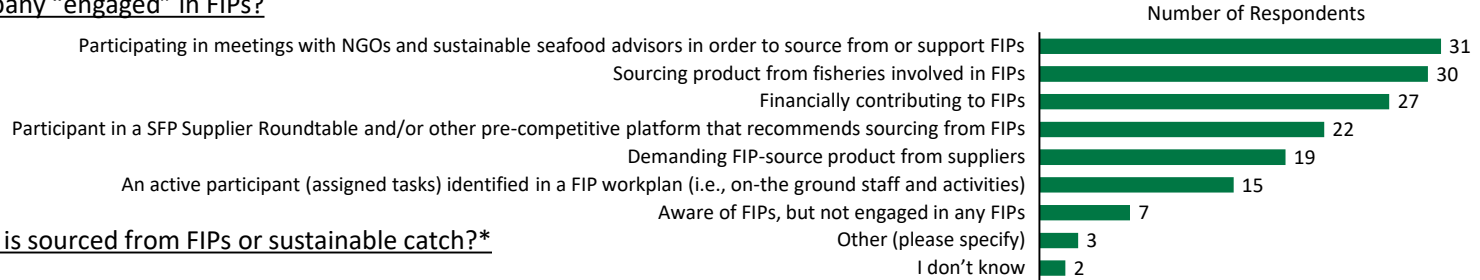 pany "engaged" in FIPs?
Number of Respondents
Participating in meetings with NGOs and sustainable seafood advisors in order to source from or support FIPs 31
Sourcing product from fisheries involved in FIPs 30
Financially contributing to FIPs 27
Participant in a SFP Supplier Roundtable and/or other pre-competitive platform that recommends sourcing from FIPs 22
Demanding FIP-source product from suppliers 19
An active participant (assigned tasks) identified in a FIP workplan (i.e., on-the ground staff and activities) 15
Aware of FIPs, but not engaged in any FIPs 7
is sourced from FIPs or sustainable catch?*
Other (please specify) 3
I don't know 2